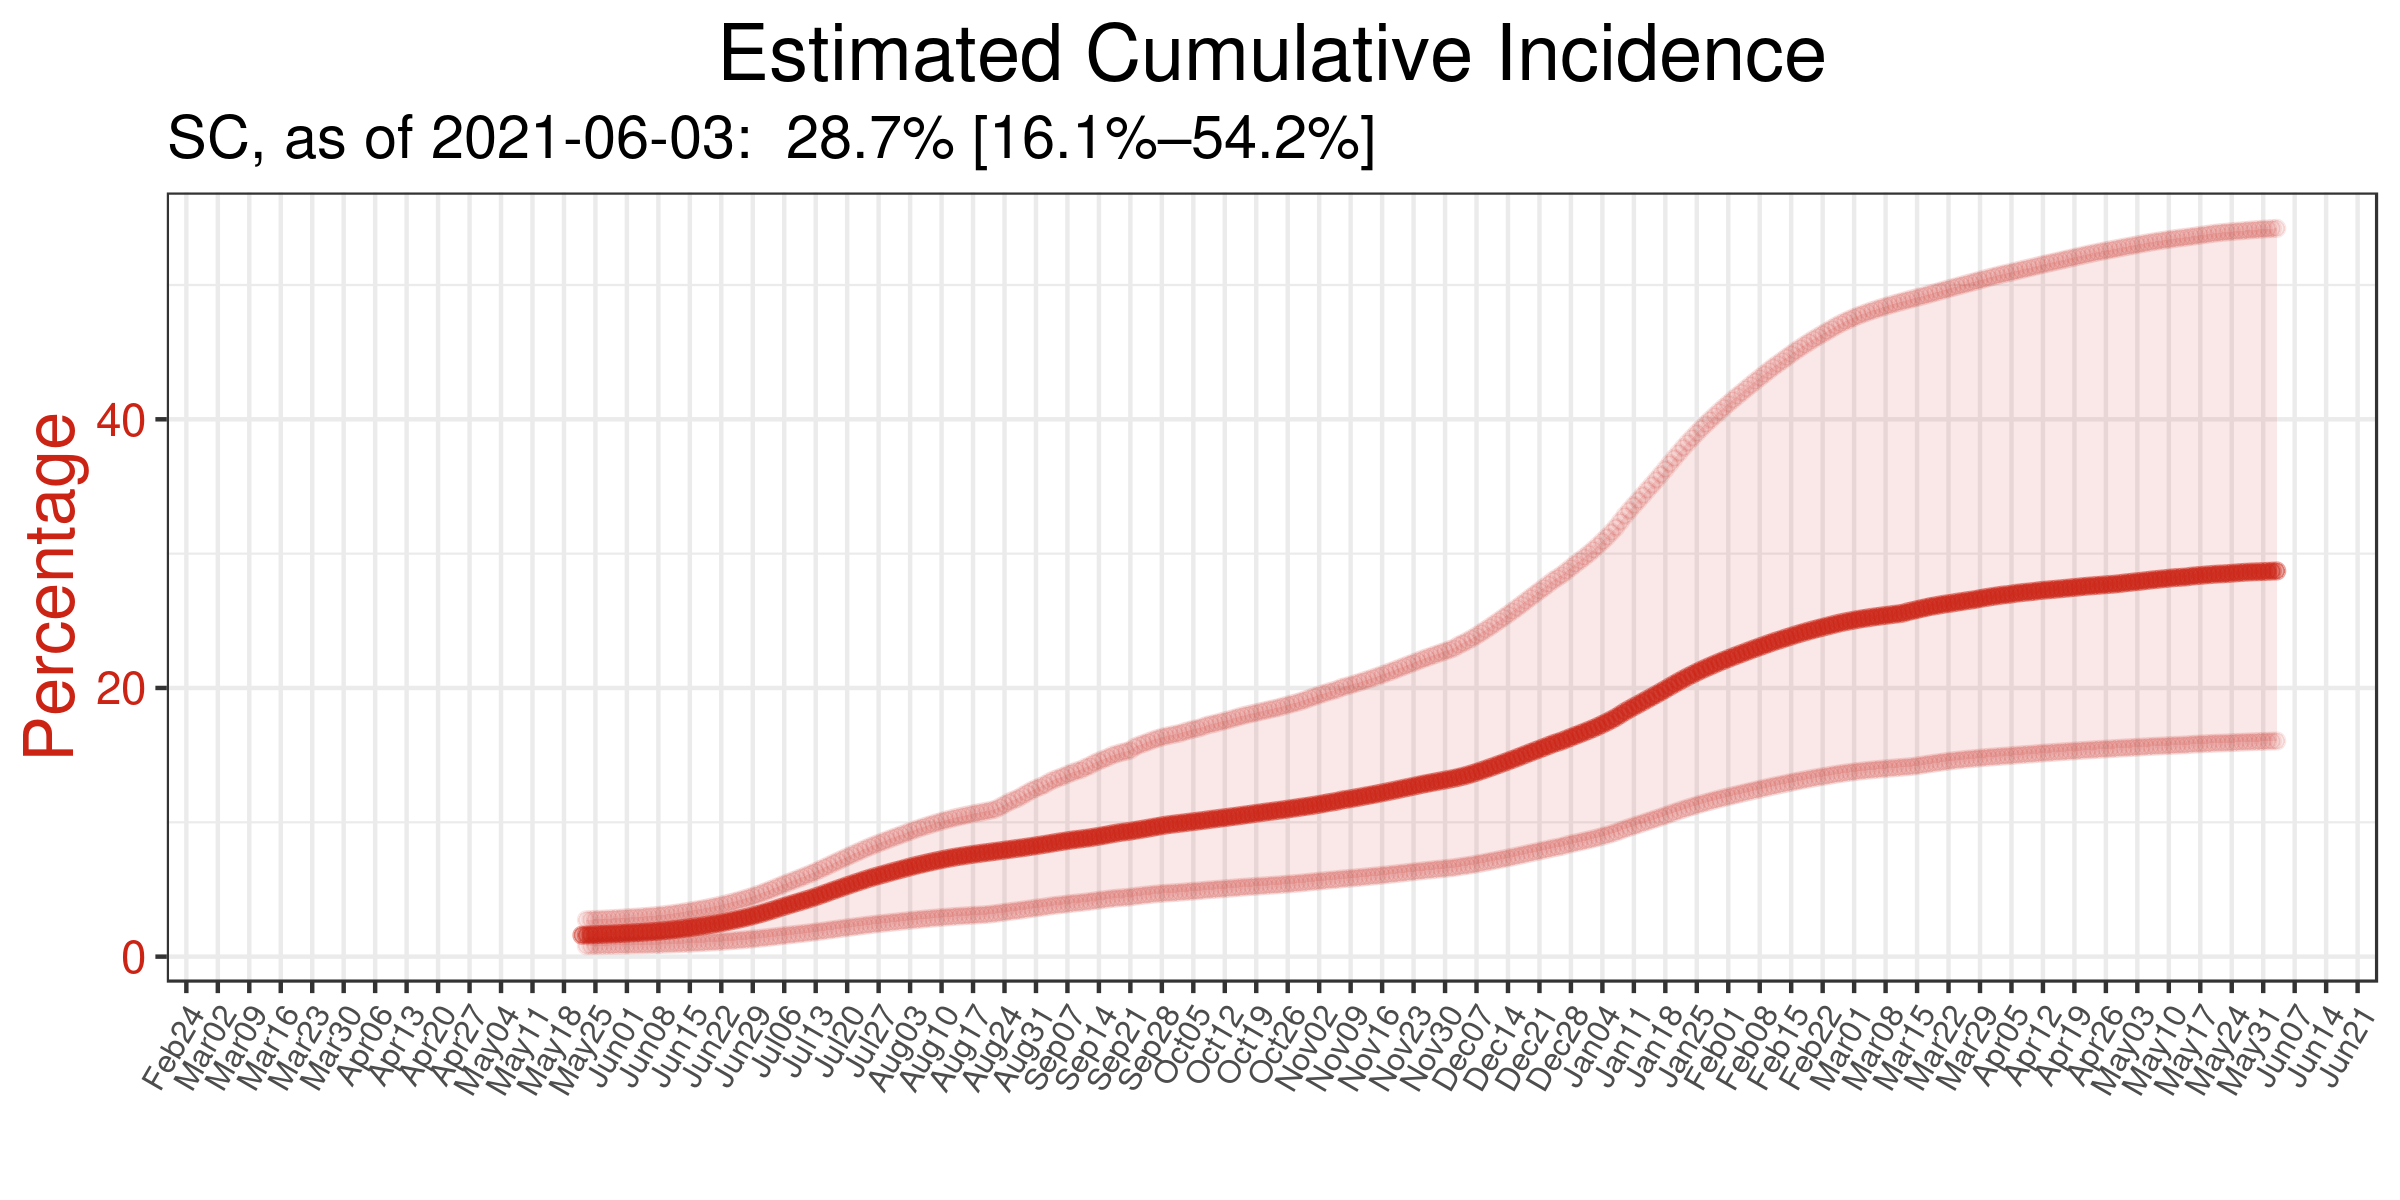 Estimated Cumulative Incidence
SC, as of 2021-06-03:  28.7% [16.1%–54.2%]
Percentage
40
20
0
Feb24
Mar02
Mar09
Mar16
Mar23
Mar30
Apr06
Apr13
Apr20
Apr27
May04
May11
May18
May25
Jun01
Jun08
Jun15
Jun22
Jun29
Jul06
Jul13
Jul20
Jul27
Aug03
Aug10
Aug17
Aug24
Aug31
Sep07
Sep14
Sep21
Sep28
Oct05
Oct12
Oct19
Oct26
Nov02
Nov09
Nov16
Nov23
Nov30
Dec07
Dec14
Dec21
Dec28
Jan04
Jan11
Jan18
Jan25
Feb01
Feb08
Feb15
Feb22
Mar01
Mar08
Mar15
Mar22
Mar29
Apr05
Apr12
Apr19
Apr26
May03
May10
May17
May24
May31
Jun07
Jun14
Jun21